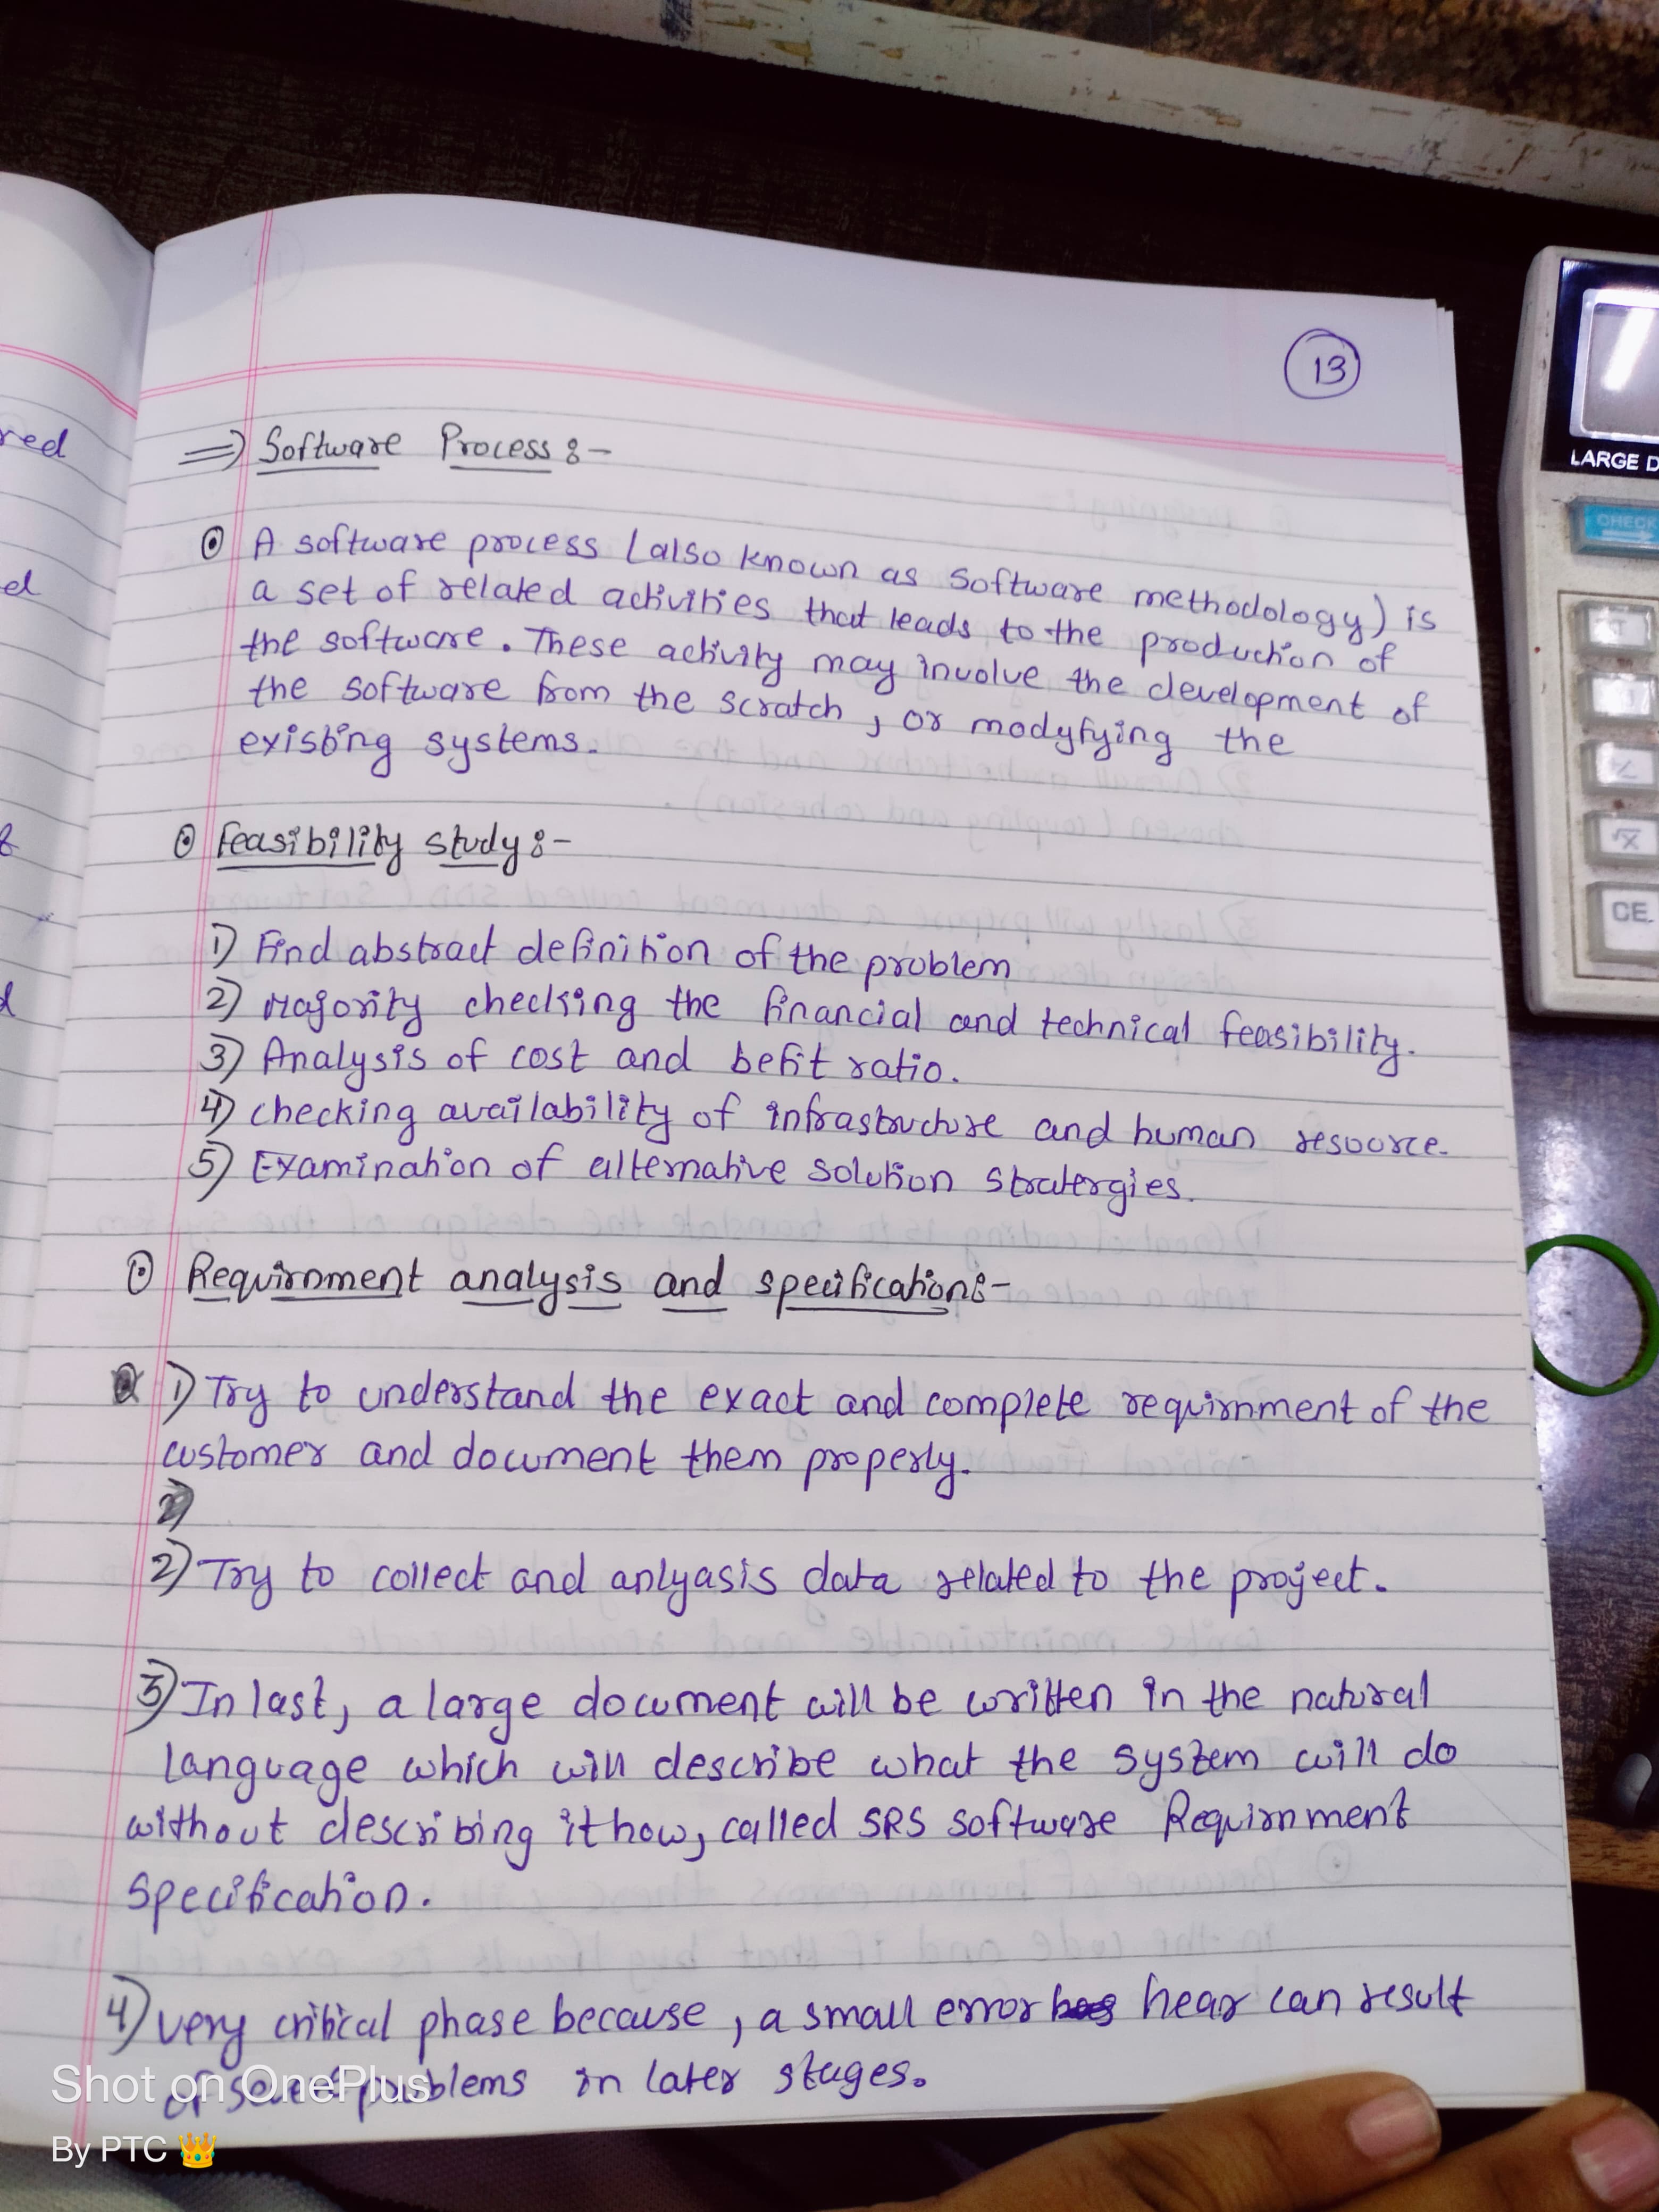 13
⇒ Software Process :-
⊙ A software process (also known as software methodology) is
a set of related activities that leads to the production of
the software. These activity may involve the development of
the software from the scratch, or modyfying the
existing systems.
⊙ Feasibility study :-
1) Find abstract definition of the problem
2) Majority checking the financial and technical feasibility.
3) Analysis of cost and befit ratio.
4) checking availability of infrastructure and human resource.
5) Examination of alternative solution stratergies.
⊙ Requirnment analysis and specification:-
1) Try to understand the exact and complete requirnment of the
customer and document them properly.
2) Try to collect and anlyasis data related to the project.
3) In last, a large document will be written in the natural
language which will describe what the system will do
without describing it how, called SRS software Requirnment
Specification.
4) very critical phase because, a small error hear can result
of problems in later stages.
red
ed
LARGE D
CHECK
√X
CE
Shot on OnePlus
By PTC 👑